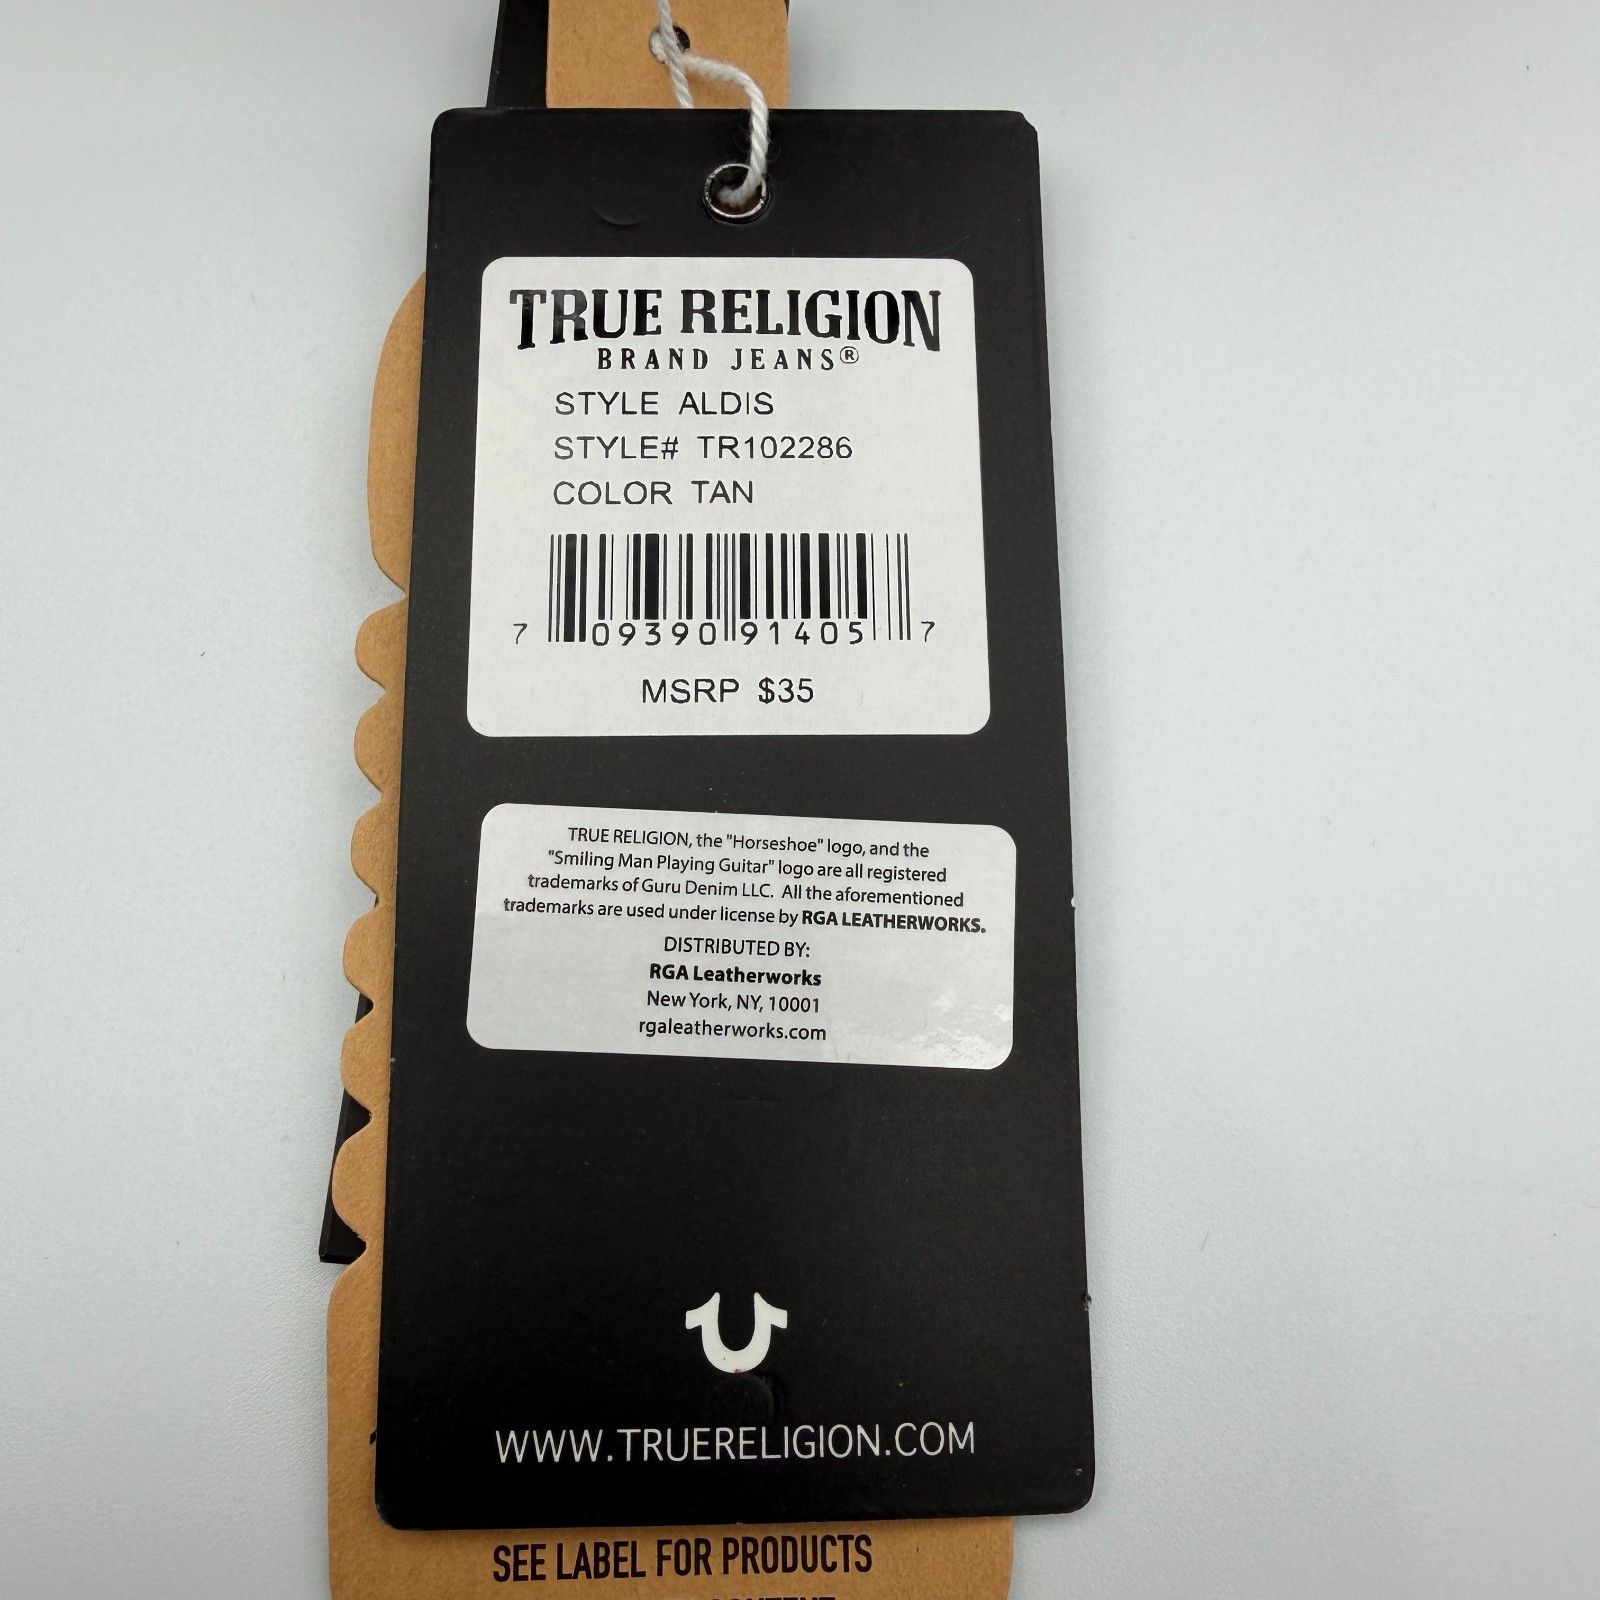 TRUE RELIGION
BRAND JEANS®
STYLE ALDIS
STYLE# TR102286
COLOR TAN
7 09390 91405 7
MSRP $35
TRUE RELIGION, the "Horseshoe" logo, and the
"Smiling Man Playing Guitar" logo are all registered
trademarks of Guru Denim LLC. All the aforementioned
trademarks are used under license by RGA LEATHERWORKS.
DISTRIBUTED BY:
RGA Leatherworks
New York, NY, 10001
rgaleatherworks.com
WWW.TRUERELIGION.COM
SEE LABEL FOR PRODUCTS